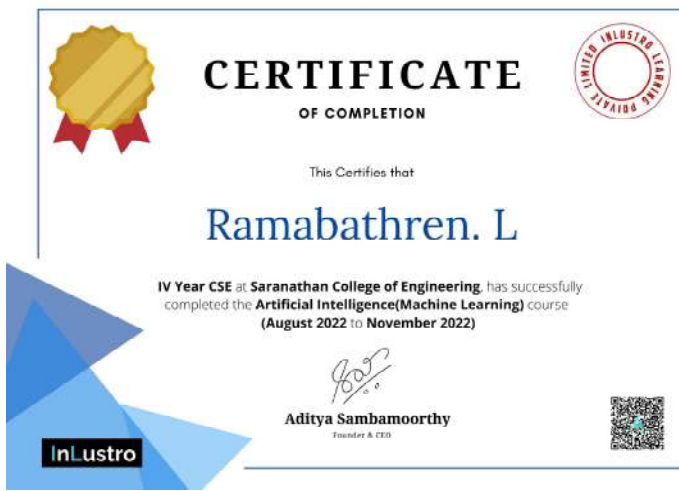 CERTIFICATE
OF COMPLETION
INLUSTRO LEARNING PRIVATE LIMITED
This Certifies that
Ramabathren. L
IV Year CSE at Saranathan College of Engineering, has successfully
completed the Artificial Intelligence(Machine Learning) course
(August 2022 to November 2022)
Aditya Sambamoorthy
Founder & CEO
InLustro